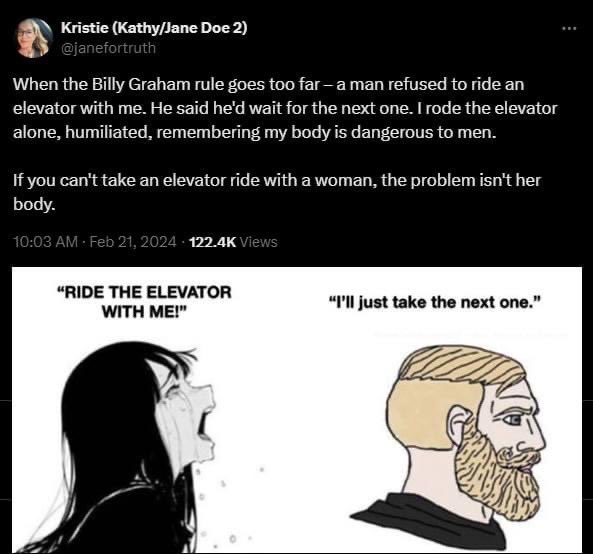 Kristie (Kathy/Jane Doe 2)
@janefortruth
When the Billy Graham rule goes too far – a man refused to ride an
elevator with me. He said he'd wait for the next one. I rode the elevator
alone, humiliated, remembering my body is dangerous to men.
If you can't take an elevator ride with a woman, the problem isn't her
body.
10:03 AM · Feb 21, 2024 · 122.4K Views
“RIDE THE ELEVATOR
WITH ME!”
“I’ll just take the next one.”